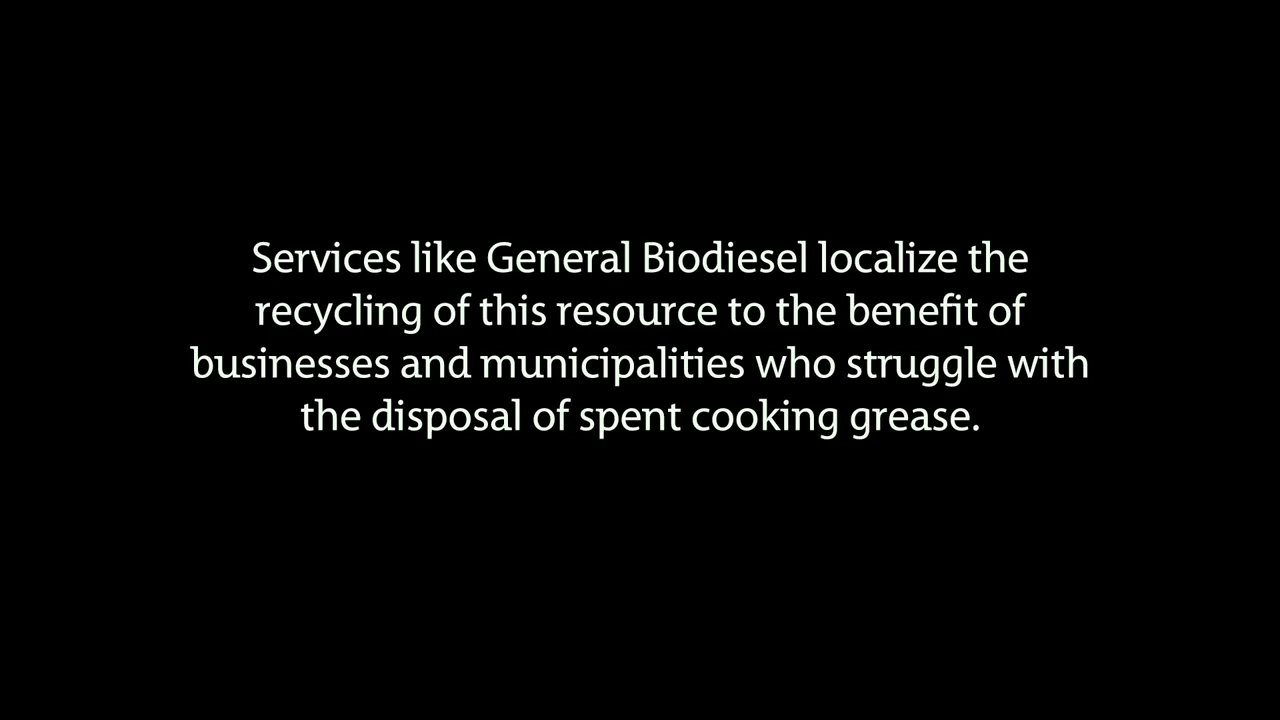 Services like General Biodiesel localize the
recycling of this resource to the benefit of
businesses and municipalities who struggle with
the disposal of spent cooking grease.